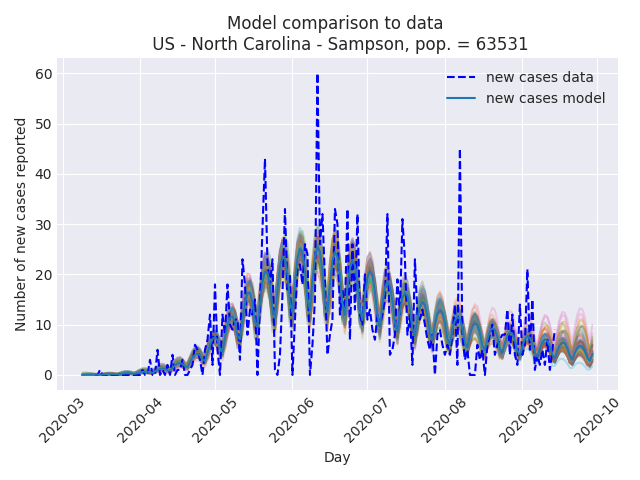 Model comparison to data
US - North Carolina - Sampson, pop. = 63531
new cases data
new cases model
Number of new cases reported
60
50
40
30
20
10
0
2020-03
2020-04
2020-05
2020-06
2020-07
2020-08
2020-09
2020-10
Day